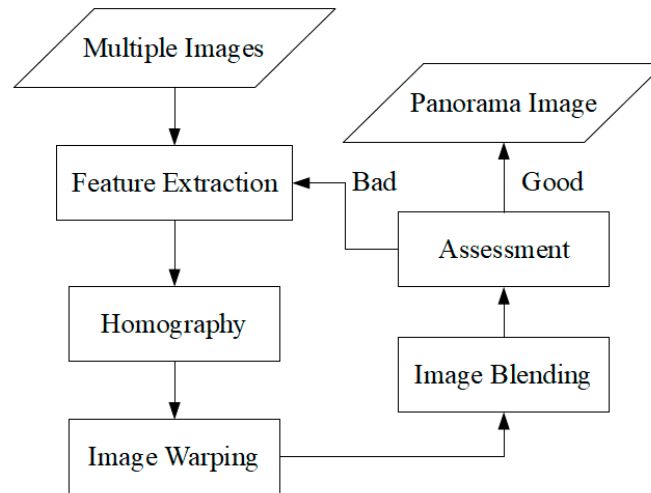 Multiple Images
Panorama Image
Feature Extraction
Bad
Good
Assessment
Homography
Image Blending
Image Warping